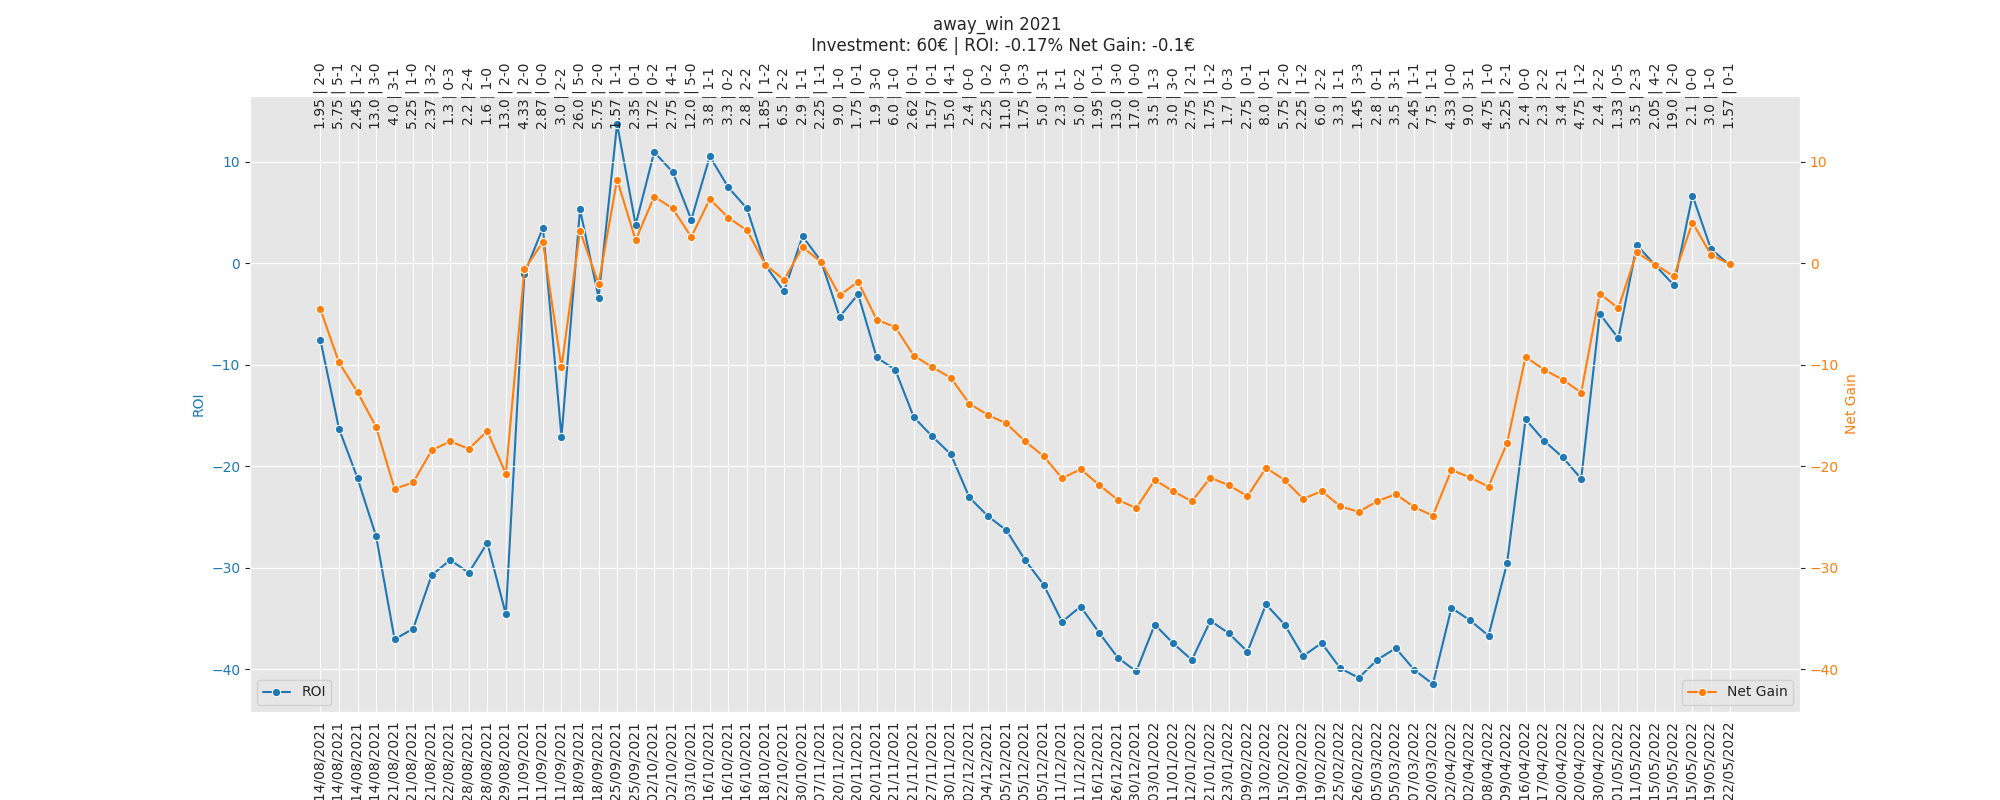 away_win 2021
Investment: 60€ | ROI: -0.17% Net Gain: -0.1€
1.95 | 2-0
5.75 | 5-1
2.45 | 1-2
13.0 | 3-0
4.0 | 3-1
5.25 | 1-0
2.37 | 3-2
1.3 | 0-3
2.2 | 2-4
1.6 | 1-0
13.0 | 2-0
4.33 | 2-0
2.87 | 0-0
3.0 | 2-2
26.0 | 5-0
5.75 | 2-0
1.57 | 1-1
2.35 | 0-1
1.72 | 0-2
2.75 | 4-1
12.0 | 5-0
3.8 | 1-1
3.3 | 0-2
2.8 | 2-2
1.85 | 1-2
6.5 | 2-2
2.9 | 1-1
2.25 | 1-1
9.0 | 1-0
1.75 | 0-1
1.9 | 3-0
6.0 | 1-0
2.62 | 0-1
1.57 | 0-1
15.0 | 4-1
2.4 | 0-0
2.25 | 0-2
11.0 | 3-0
1.75 | 0-3
5.0 | 3-1
2.3 | 1-1
5.0 | 0-2
1.95 | 0-1
13.0 | 3-0
17.0 | 0-0
3.5 | 1-3
3.0 | 3-0
2.75 | 2-1
1.75 | 1-2
1.7 | 0-3
2.75 | 0-1
8.0 | 0-1
5.75 | 2-0
2.25 | 1-2
6.0 | 2-2
3.3 | 1-1
1.45 | 3-3
2.8 | 0-1
3.5 | 3-1
2.45 | 1-1
7.5 | 1-1
4.33 | 0-0
9.0 | 3-1
4.75 | 1-0
5.25 | 2-1
2.4 | 0-0
2.3 | 2-2
3.4 | 2-1
4.75 | 1-2
2.4 | 2-2
1.33 | 0-5
3.5 | 2-3
2.05 | 4-2
19.0 | 2-0
2.1 | 0-0
3.0 | 1-0
1.57 | 0-1
10
0
−10
−20
−30
−40
ROI
10
0
−10
−20
−30
−40
Net Gain
ROI
Net Gain
14/08/2021
14/08/2021
14/08/2021
14/08/2021
21/08/2021
21/08/2021
21/08/2021
22/08/2021
28/08/2021
28/08/2021
29/08/2021
11/09/2021
11/09/2021
11/09/2021
18/09/2021
18/09/2021
25/09/2021
25/09/2021
02/10/2021
02/10/2021
03/10/2021
16/10/2021
16/10/2021
16/10/2021
22/10/2021
30/10/2021
07/11/2021
20/11/2021
20/11/2021
20/11/2021
21/11/2021
21/11/2021
27/11/2021
30/11/2021
02/12/2021
04/12/2021
05/12/2021
05/12/2021
05/12/2021
11/12/2021
11/12/2021
16/12/2021
26/12/2021
30/12/2021
03/01/2022
11/01/2022
12/01/2022
21/01/2022
23/01/2022
09/02/2022
13/02/2022
19/02/2022
19/02/2022
19/02/2022
26/02/2022
26/02/2022
05/03/2022
05/03/2022
07/03/2022
20/03/2022
02/04/2022
02/04/2022
08/04/2022
09/04/2022
16/04/2022
17/04/2022
20/04/2022
20/04/2022
30/04/2022
01/05/2022
11/05/2022
15/05/2022
15/05/2022
15/05/2022
19/05/2022
22/05/2022